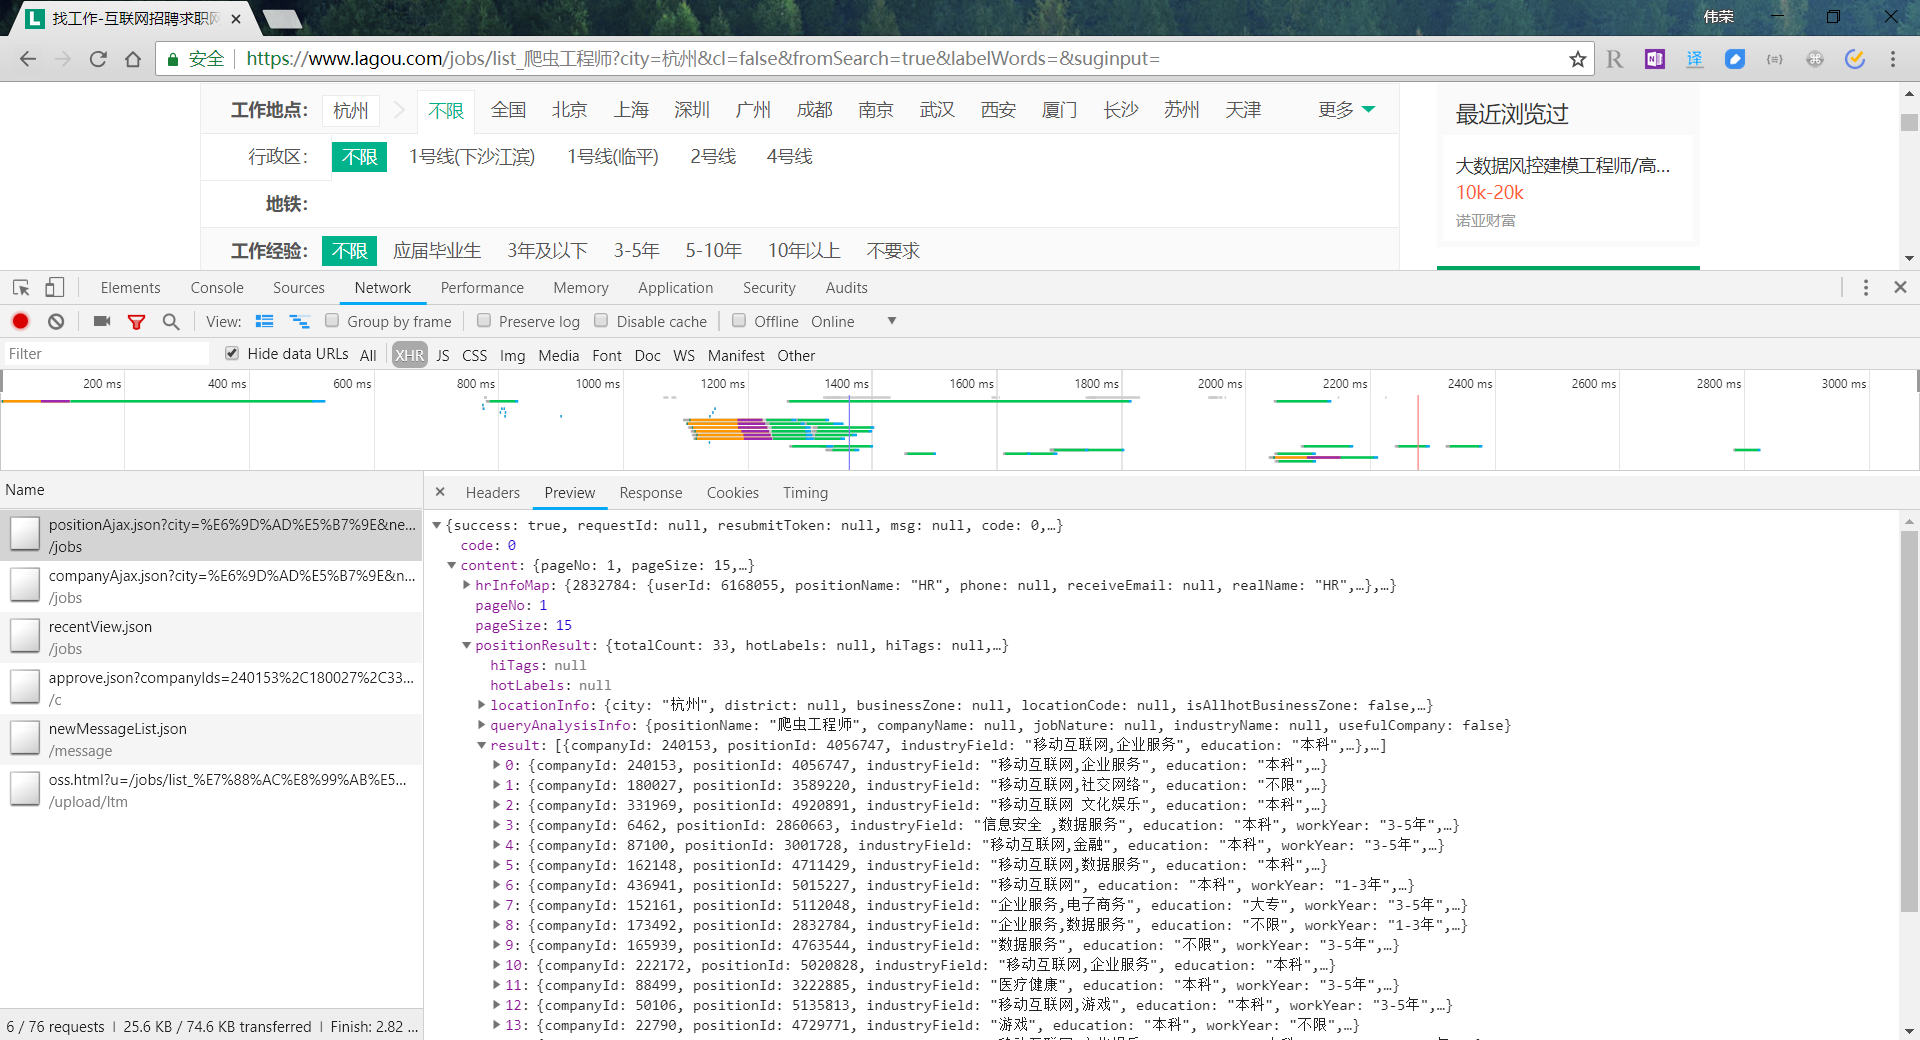 找工作-互联网招聘求职网
伟荣
安全 https://www.lagou.com/jobs/list_爬虫工程师?city=杭州&cl=false&fromSearch=true&labelWords=&suginput=
工作地点： 杭州 不限 全国 北京 上海 深圳 广州 成都 南京 武汉 西安 厦门 长沙 苏州 天津 更多
行政区： 不限 1号线(下沙江滨) 1号线(临平) 2号线 4号线
地铁：
工作经验： 不限 应届毕业生 3年及以下 3-5年 5-10年 10年以上 不要求
最近浏览过
大数据风控建模工程师/高...
10k-20k
诺亚财富
Elements Console Sources Network Performance Memory Application Security Audits
View: Group by frame Preserve log Disable cache Offline Online
Filter Hide data URLs All XHR JS CSS Img Media Font Doc WS Manifest Other
200 ms 400 ms 600 ms 800 ms 1000 ms 1200 ms 1400 ms 1600 ms 1800 ms 2000 ms 2200 ms 2400 ms 2600 ms 2800 ms 3000 ms
Name
positionAjax.json?city=%E6%9D%AD%E5%B7%9E&ne...
/jobs
companyAjax.json?city=%E6%9D%AD%E5%B7%9E&n...
/jobs
recentView.json
/jobs
approve.json?companyIds=240153%2C180027%2C33...
/c
newMessageList.json
/message
oss.html?u=/jobs/list_%E7%88%AC%E8%99%AB%E5...
/upload/ltm
6 / 76 requests | 25.6 KB / 74.6 KB transferred | Finish: 2.82 ...
Headers Preview Response Cookies Timing
{success: true, requestId: null, resubmitToken: null, msg: null, code: 0,…}
code: 0
content: {pageNo: 1, pageSize: 15,…}
hrInfoMap: {2832784: {userId: 6168055, positionName: "HR", phone: null, receiveEmail: null, realName: "HR",…},…}
pageNo: 1
pageSize: 15
positionResult: {totalCount: 33, hotLabels: null, hiTags: null,…}
hiTags: null
hotLabels: null
locationInfo: {city: "杭州", district: null, businessZone: null, locationCode: null, isAllhotBusinessZone: false,…}
queryAnalysisInfo: {positionName: "爬虫工程师", companyName: null, jobNature: null, industryName: null, usefulCompany: false}
result: [{companyId: 240153, positionId: 4056747, industryField: "移动互联网,企业服务", education: "本科",…},…]
0: {companyId: 240153, positionId: 4056747, industryField: "移动互联网,企业服务", education: "本科",…}
1: {companyId: 180027, positionId: 3589220, industryField: "移动互联网,社交网络", education: "不限",…}
2: {companyId: 331969, positionId: 4920891, industryField: "移动互联网 文化娱乐", education: "本科",…}
3: {companyId: 6462, positionId: 2860663, industryField: "信息安全 ,数据服务", education: "本科", workYear: "3-5年",…}
4: {companyId: 87100, positionId: 3001728, industryField: "移动互联网,金融", education: "本科", workYear: "3-5年",…}
5: {companyId: 162148, positionId: 4711429, industryField: "移动互联网,数据服务", education: "本科",…}
6: {companyId: 436941, positionId: 5015227, industryField: "移动互联网", education: "本科", workYear: "1-3年",…}
7: {companyId: 152161, positionId: 5112048, industryField: "企业服务,电子商务", education: "大专", workYear: "3-5年",…}
8: {companyId: 173492, positionId: 2832784, industryField: "企业服务,数据服务", education: "不限", workYear: "1-3年",…}
9: {companyId: 165939, positionId: 4763544, industryField: "数据服务", education: "不限", workYear: "3-5年",…}
10: {companyId: 222172, positionId: 5020828, industryField: "移动互联网,企业服务", education: "本科",…}
11: {companyId: 88499, positionId: 3222885, industryField: "医疗健康", education: "本科", workYear: "3-5年",…}
12: {companyId: 50106, positionId: 5135813, industryField: "移动互联网,游戏", education: "本科", workYear: "3-5年",…}
13: {companyId: 22790, positionId: 4729771, industryField: "游戏", education: "本科", workYear: "不限",…}